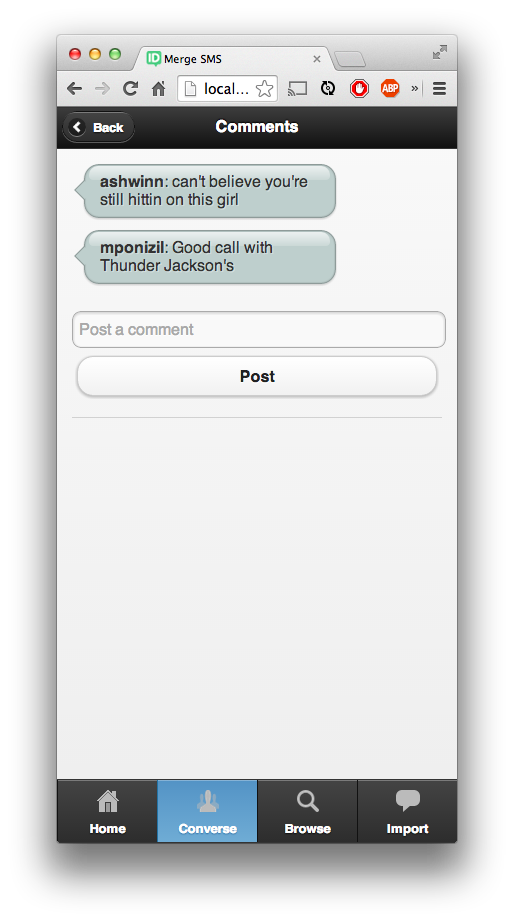 ID Merge SMS
local...
ABP
»
Back
Comments
ashwinn: can't believe you're
still hittin on this girl
mponizil: Good call with
Thunder Jackson's
Post a comment
Post
Home
Converse
Browse
Import